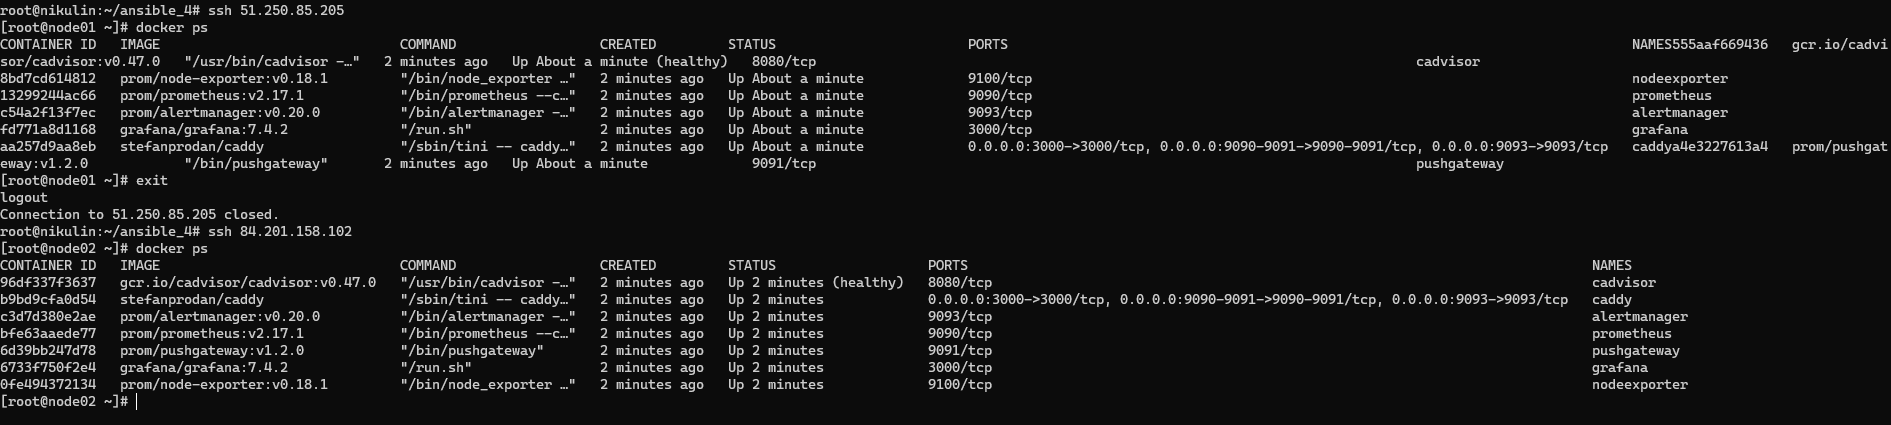 root@nikulin:~/ansible_4# ssh 51.250.85.205
[root@node01 ~]# docker ps
CONTAINER ID   IMAGE                              COMMAND                  CREATED         STATUS                        PORTS                                                                              NAMES555aaf669436   gcr.io/cadvi
sor/cadvisor:v0.47.0   "/usr/bin/cadvisor -…"   2 minutes ago   Up About a minute (healthy)   8080/tcp                                                                           cadvisor
8bd7cd614812   prom/node-exporter:v0.18.1         "/bin/node_exporter …"   2 minutes ago   Up About a minute             9100/tcp                                                                           nodeexporter
13299244ac66   prom/prometheus:v2.17.1            "/bin/prometheus --c…"   2 minutes ago   Up About a minute             9090/tcp                                                                           prometheus
c54a2f13f7ec   prom/alertmanager:v0.20.0          "/bin/alertmanager -…"   2 minutes ago   Up About a minute             9093/tcp                                                                           alertmanager
fd771a8d1168   grafana/grafana:7.4.2              "/run.sh"                2 minutes ago   Up About a minute             3000/tcp                                                                           grafana
aa257d9aa8eb   stefanprodan/caddy                 "/sbin/tini -- caddy…"   2 minutes ago   Up About a minute             0.0.0.0:3000->3000/tcp, 0.0.0.0:9090-9091->9090-9091/tcp, 0.0.0.0:9093->9093/tcp   caddya4e3227613a4   prom/pushgat
eway:v1.2.0            "/bin/pushgateway"       2 minutes ago   Up About a minute             9091/tcp                                                                           pushgateway
[root@node01 ~]# exit
logout
Connection to 51.250.85.205 closed.
root@nikulin:~/ansible_4# ssh 84.201.158.102
[root@node02 ~]# docker ps
CONTAINER ID   IMAGE                              COMMAND                  CREATED         STATUS                   PORTS                                                                              NAMES
96df337f3637   gcr.io/cadvisor/cadvisor:v0.47.0   "/usr/bin/cadvisor -…"   2 minutes ago   Up 2 minutes (healthy)   8080/tcp                                                                           cadvisor
b9bd9cfa0d54   stefanprodan/caddy                 "/sbin/tini -- caddy…"   2 minutes ago   Up 2 minutes             0.0.0.0:3000->3000/tcp, 0.0.0.0:9090-9091->9090-9091/tcp, 0.0.0.0:9093->9093/tcp   caddy
c3d7d380e2ae   prom/alertmanager:v0.20.0          "/bin/alertmanager -…"   2 minutes ago   Up 2 minutes             9093/tcp                                                                           alertmanager
bfe63aaede77   prom/prometheus:v2.17.1            "/bin/prometheus --c…"   2 minutes ago   Up 2 minutes             9090/tcp                                                                           prometheus
6d39bb247d78   prom/pushgateway:v1.2.0            "/bin/pushgateway"       2 minutes ago   Up 2 minutes             9091/tcp                                                                           pushgateway
6733f750f2e4   grafana/grafana:7.4.2              "/run.sh"                2 minutes ago   Up 2 minutes             3000/tcp                                                                           grafana
0fe494372134   prom/node-exporter:v0.18.1         "/bin/node_exporter …"   2 minutes ago   Up 2 minutes             9100/tcp                                                                           nodeexporter
[root@node02 ~]#